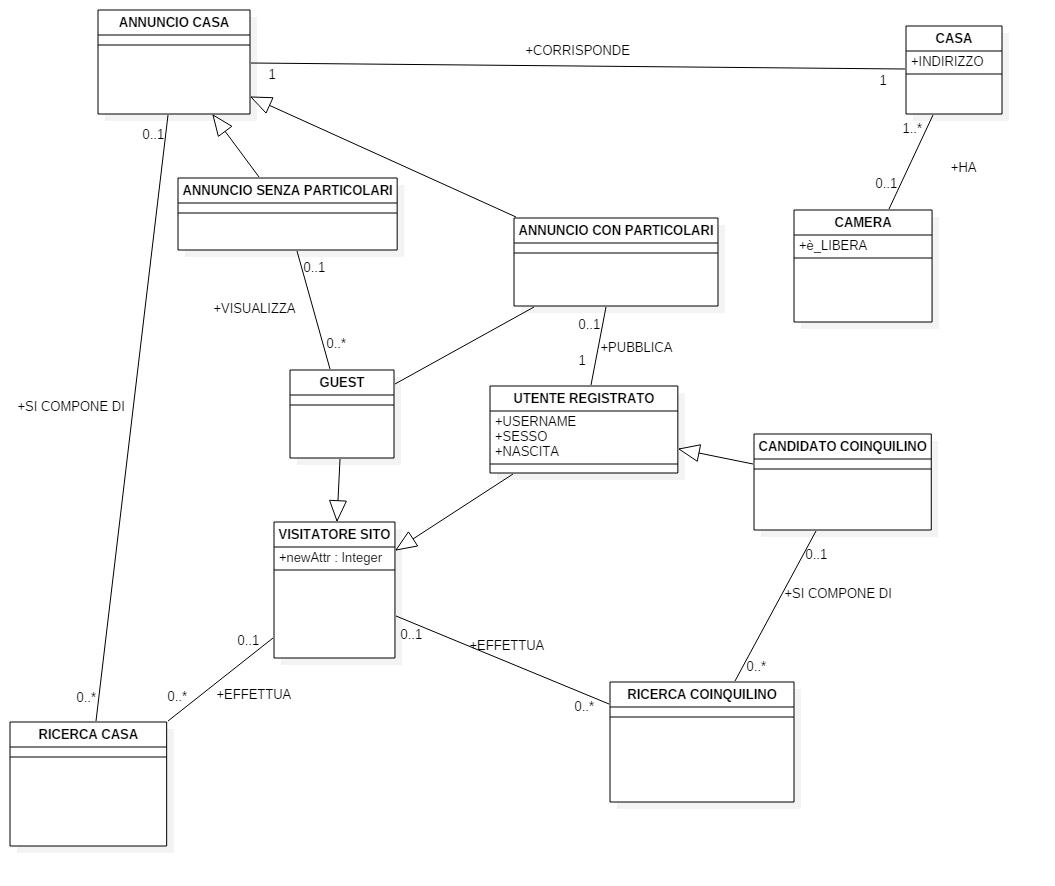 ANNUNCIO CASA
CASA
+INDIRIZZO
+CORRISPONDE
1
1
0..1
1..*
+HA
0..1
ANNUNCIO SENZA PARTICOLARI
ANNUNCIO CON PARTICOLARI
CAMERA
+è_LIBERA
0..1
+VISUALIZZA
0..*
0..1
+PUBBLICA
1
GUEST
UTENTE REGISTRATO
+USERNAME
+SESSO
+NASCITA
+SI COMPONE DI
CANDIDATO COINQUILINO
VISITATORE SITO
+newAttr : Integer
0..1
+SI COMPONE DI
0..*
0..1
+EFFETTUA
0..*
0..1
+EFFETTUA
0..*
0..*
RICERCA COINQUILINO
RICERCA CASA